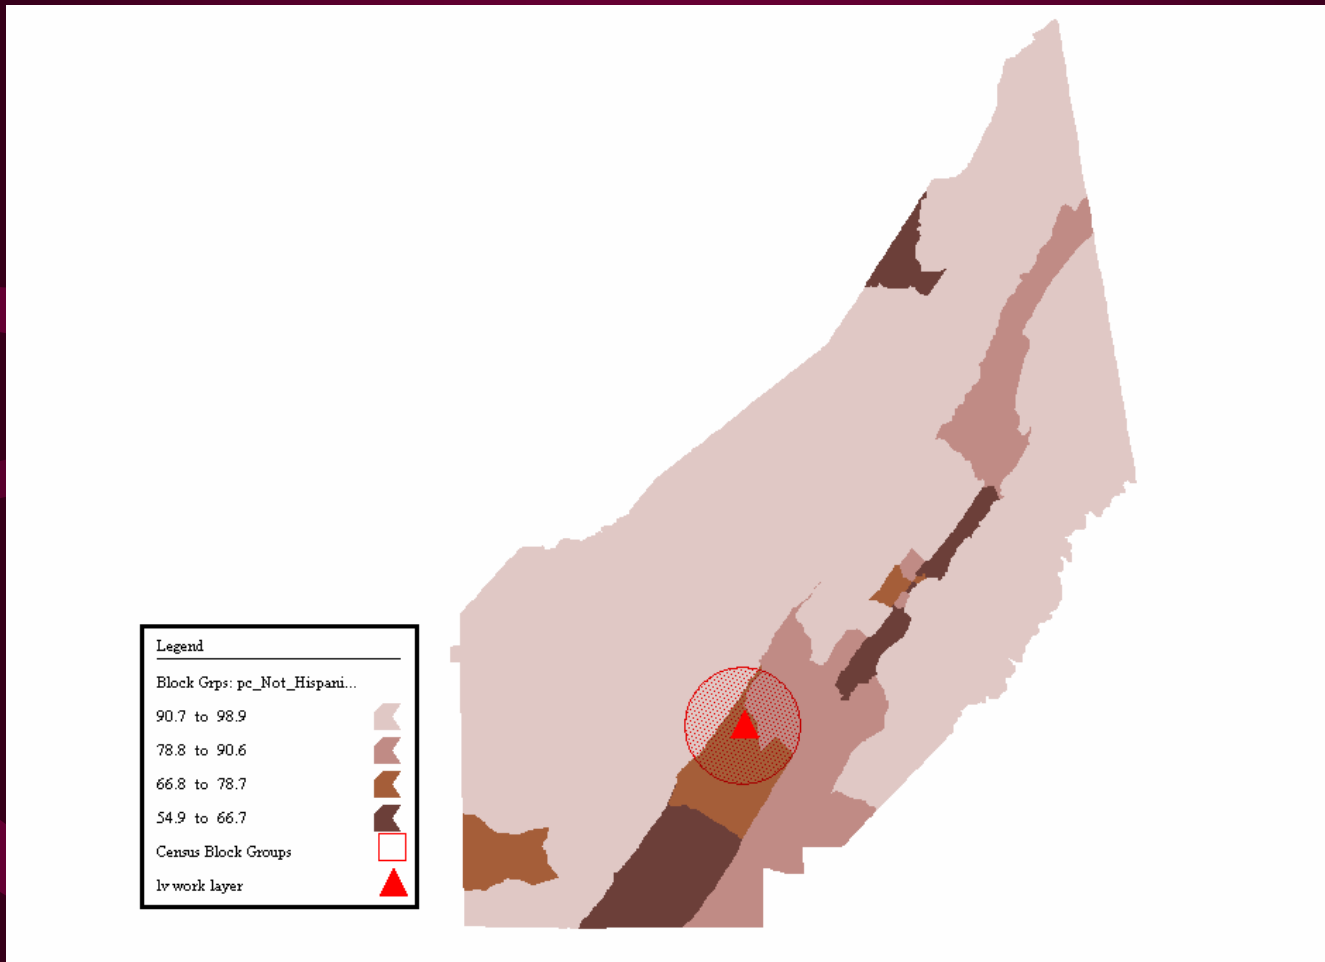 Legend
Block Grps: pc_Not_Hispani...
90.7 to 98.9
78.8 to 90.6
66.8 to 78.7
54.9 to 66.7
Census Block Groups
lv work layer